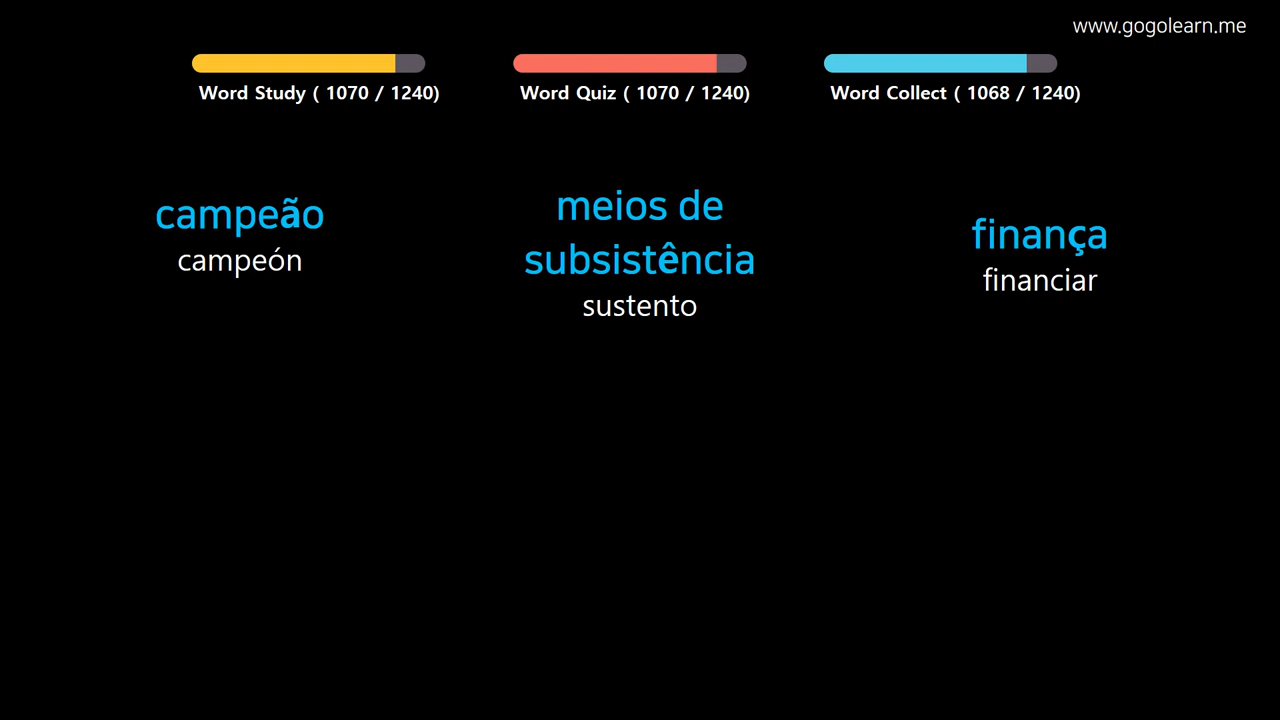 www.gogolearn.me
Word Study ( 1070 / 1240)
Word Quiz ( 1070 / 1240)
Word Collect ( 1068 / 1240)
campeão
campeón
meios de
subsistência
sustento
finança
financiar